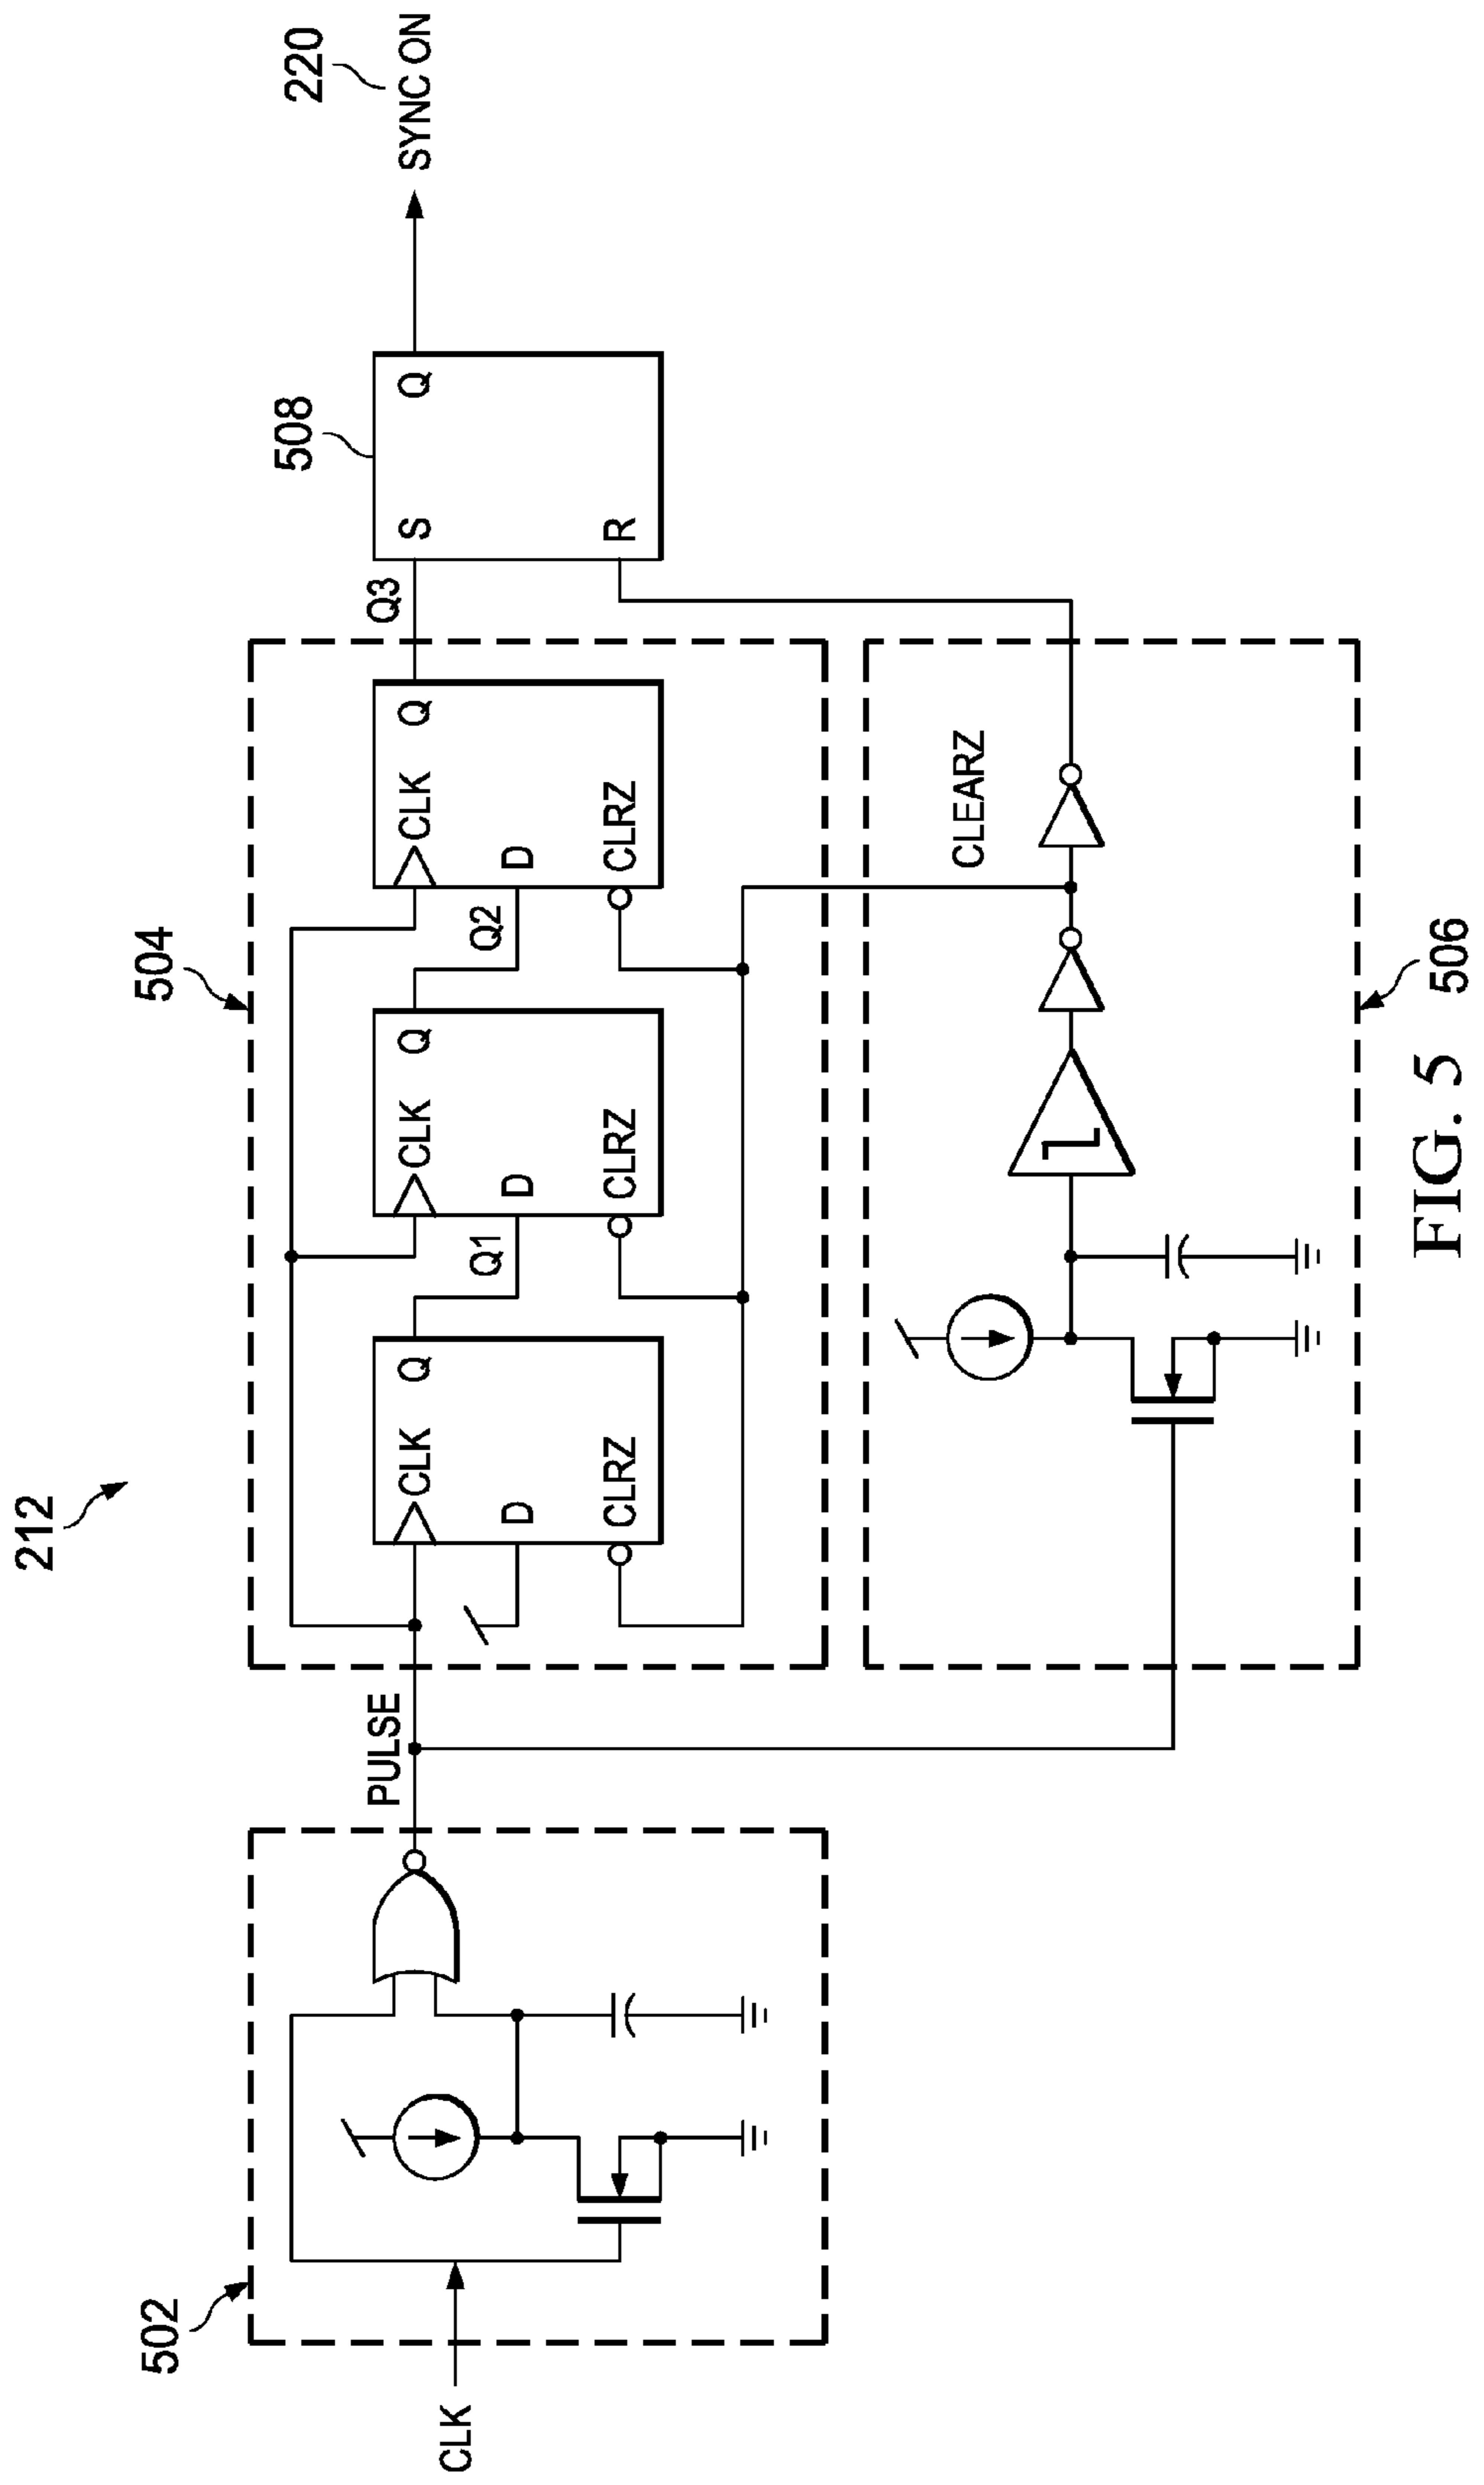 212
502
CLK
PULSE
504
CLK
Q
D
CLRZ
Q1
CLK
Q
D
CLRZ
Q2
CLK
Q
D
CLRZ
Q3
508
S
Q
R
220
SYNC ON
CLEARZ
506
FIG. 5